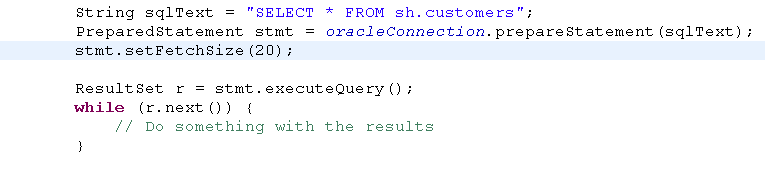 String sqlText = "SELECT * FROM sh.customers";
PreparedStatement stmt = oracleConnection.prepareStatement(sqlText);
stmt.setFetchSize(20);
ResultSet r = stmt.executeQuery();
while (r.next()) {
// Do something with the results
}